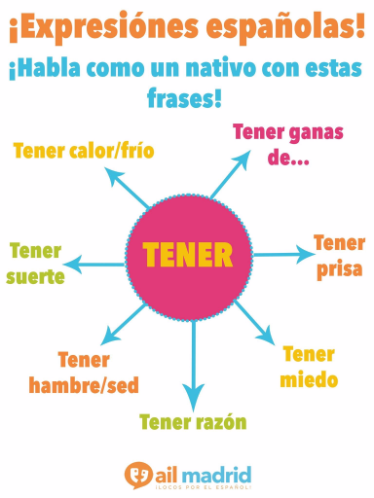 ¡Expresiónes españolas!
¡Habla como un nativo con estas
frases!
Tener ganas
de...
Tener calor/frío
TENER
Tener
suerte
Tener
prisa
Tener
hambre/sed
Tener
miedo
Tener razón
ail madrid
¡LOCOS POR EL ESPAÑOL!